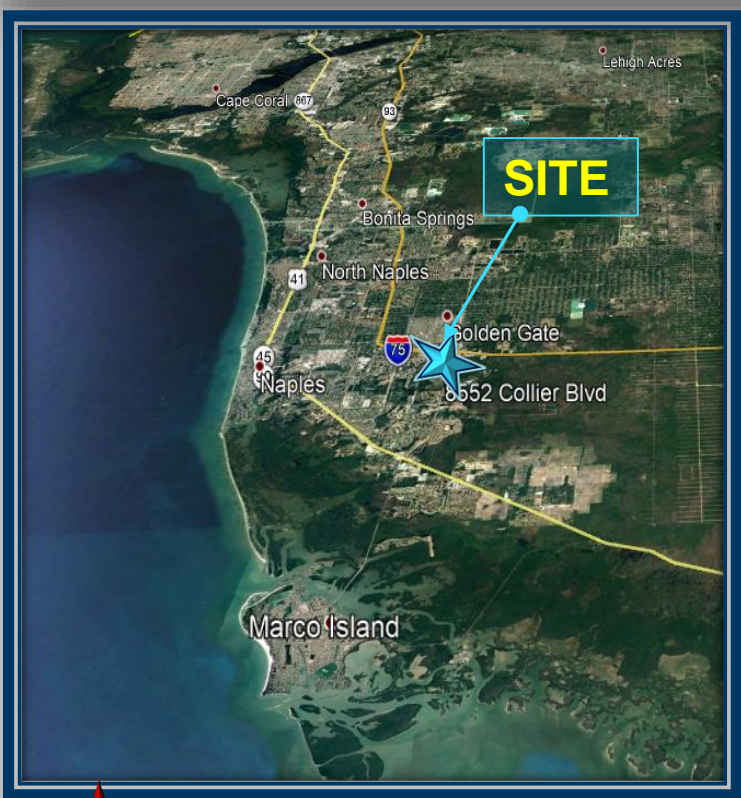 Lehigh Acres
Cape Coral
867
93
SITE
Bonita Springs
North Naples
41
Golden Gate
75
45
90
Naples
8552 Collier Blvd
Marco Island